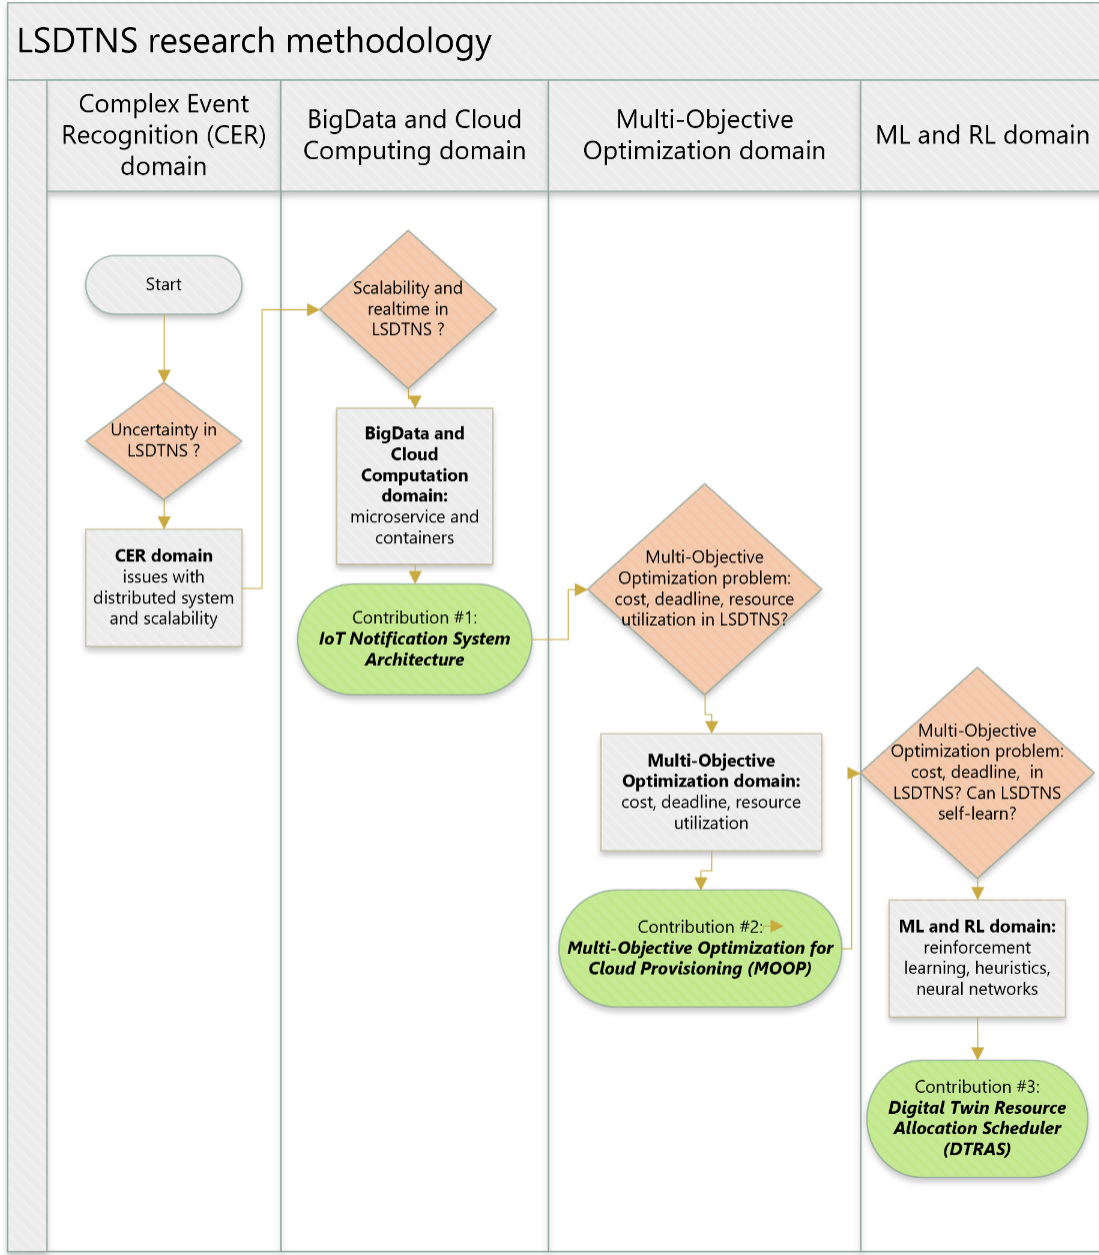 LSDTNS research methodology
Complex Event
Recognition (CER)
domain
BigData and Cloud
Computing domain
Multi-Objective
Optimization domain
ML and RL domain
Start
Uncertainty in
LSDTNS ?
CER domain
issues with
distributed system
and scalability
Scalability and
realtime in
LSDTNS ?
BigData and
Cloud
Computation
domain:
microservice and
containers
Contribution #1:
IoT Notification System
Architecture
Multi-Objective
Optimization problem:
cost, deadline, resource
utilization in LSDTNS?
Multi-Objective
Optimization domain:
cost, deadline, resource
utilization
Contribution #2:
Multi-Objective Optimization for
Cloud Provisioning (MOOP)
Multi-Objective
Optimization problem:
cost, deadline,  in
LSDTNS? Can LSDTNS
self-learn?
ML and RL domain:
reinforcement
learning, heuristics,
neural networks
Contribution #3:
Digital Twin Resource
Allocation Scheduler
(DTRAS)